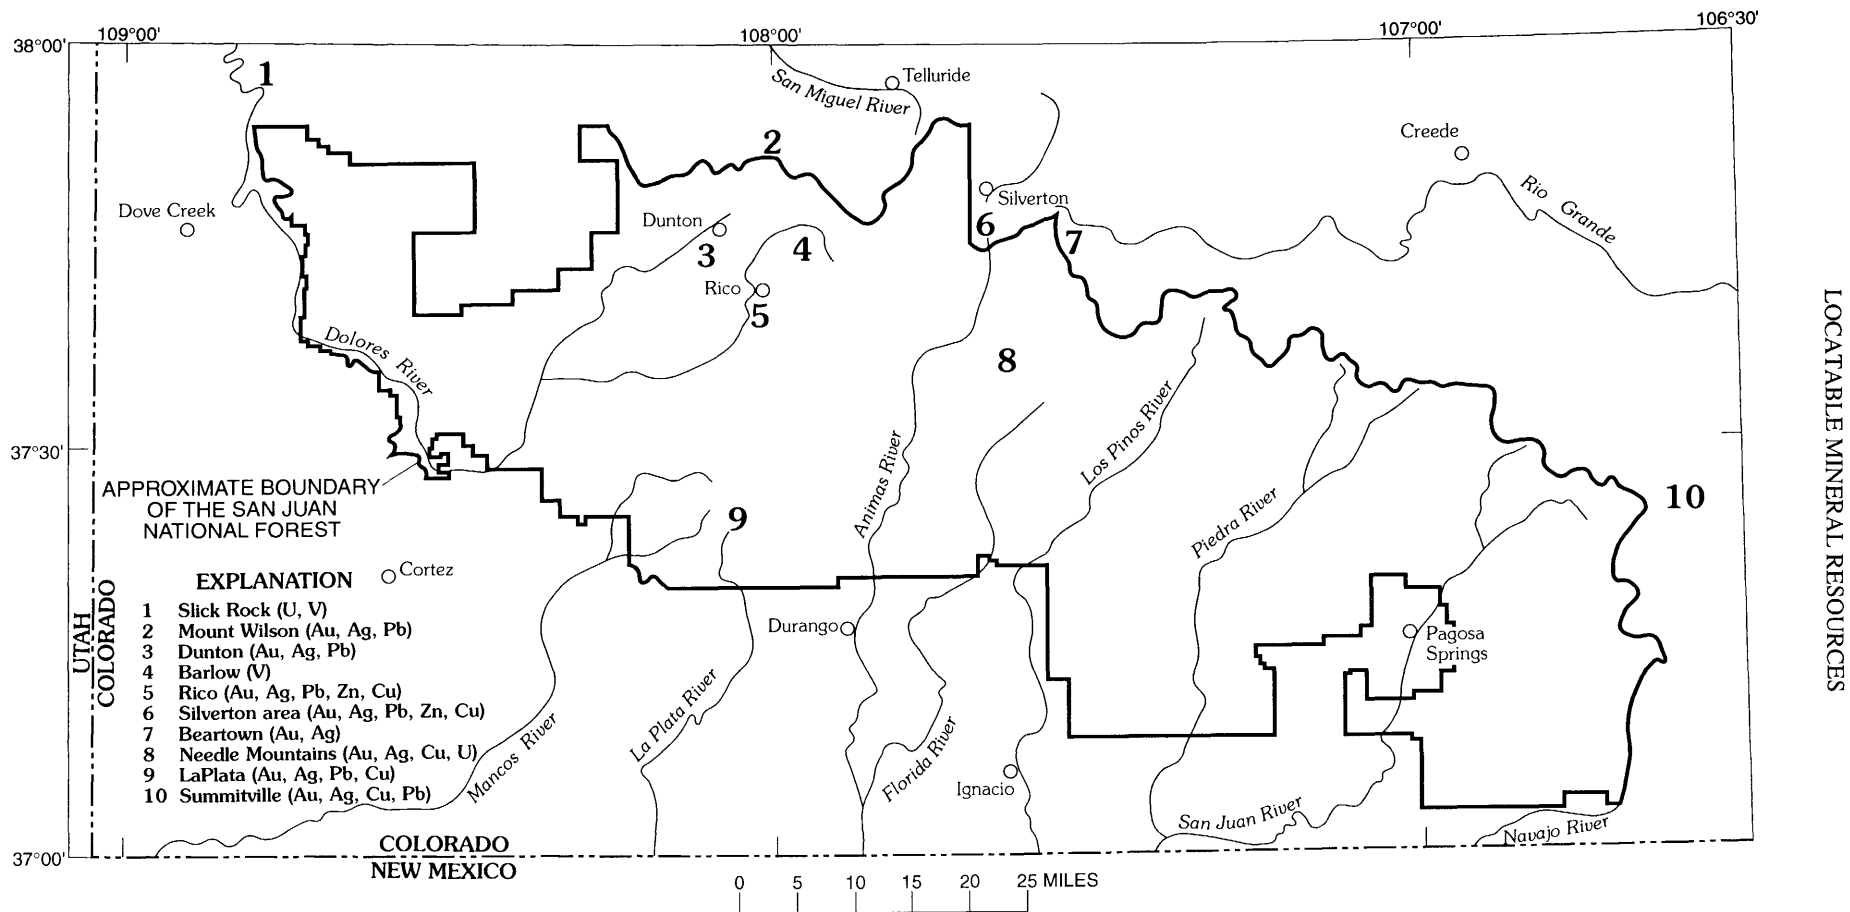 109°00'
108°00'
107°00'
106°30'
38°00'
1
San Miguel River
Telluride
Creede
2
Dove Creek
Dunton
Silverton
Rio Grande
3
4
6
7
Rico
5
Dolores River
8
LOCATABLE MINERAL RESOURCES
37°30'
APPROXIMATE BOUNDARY
OF THE SAN JUAN
NATIONAL FOREST
Animas River
Los Pinos River
Piedra River
9
10
Cortez
EXPLANATION
1 Slick Rock (U, V)
2 Mount Wilson (Au, Ag, Pb)
3 Dunton (Au, Ag, Pb)
4 Barlow (V)
5 Rico (Au, Ag, Pb, Zn, Cu)
6 Silverton area (Au, Ag, Pb, Zn, Cu)
7 Beartown (Au, Ag)
8 Needle Mountains (Au, Ag, Cu, U)
9 LaPlata (Au, Ag, Pb, Cu)
10 Summitville (Au, Ag, Cu, Pb)
UTAH
COLORADO
Durango
Pagosa
Springs
Mancos River
La Plata River
Florida River
Ignacio
San Juan River
Navajo River
37°00'
COLORADO
NEW MEXICO
0 5 10 15 20 25 MILES